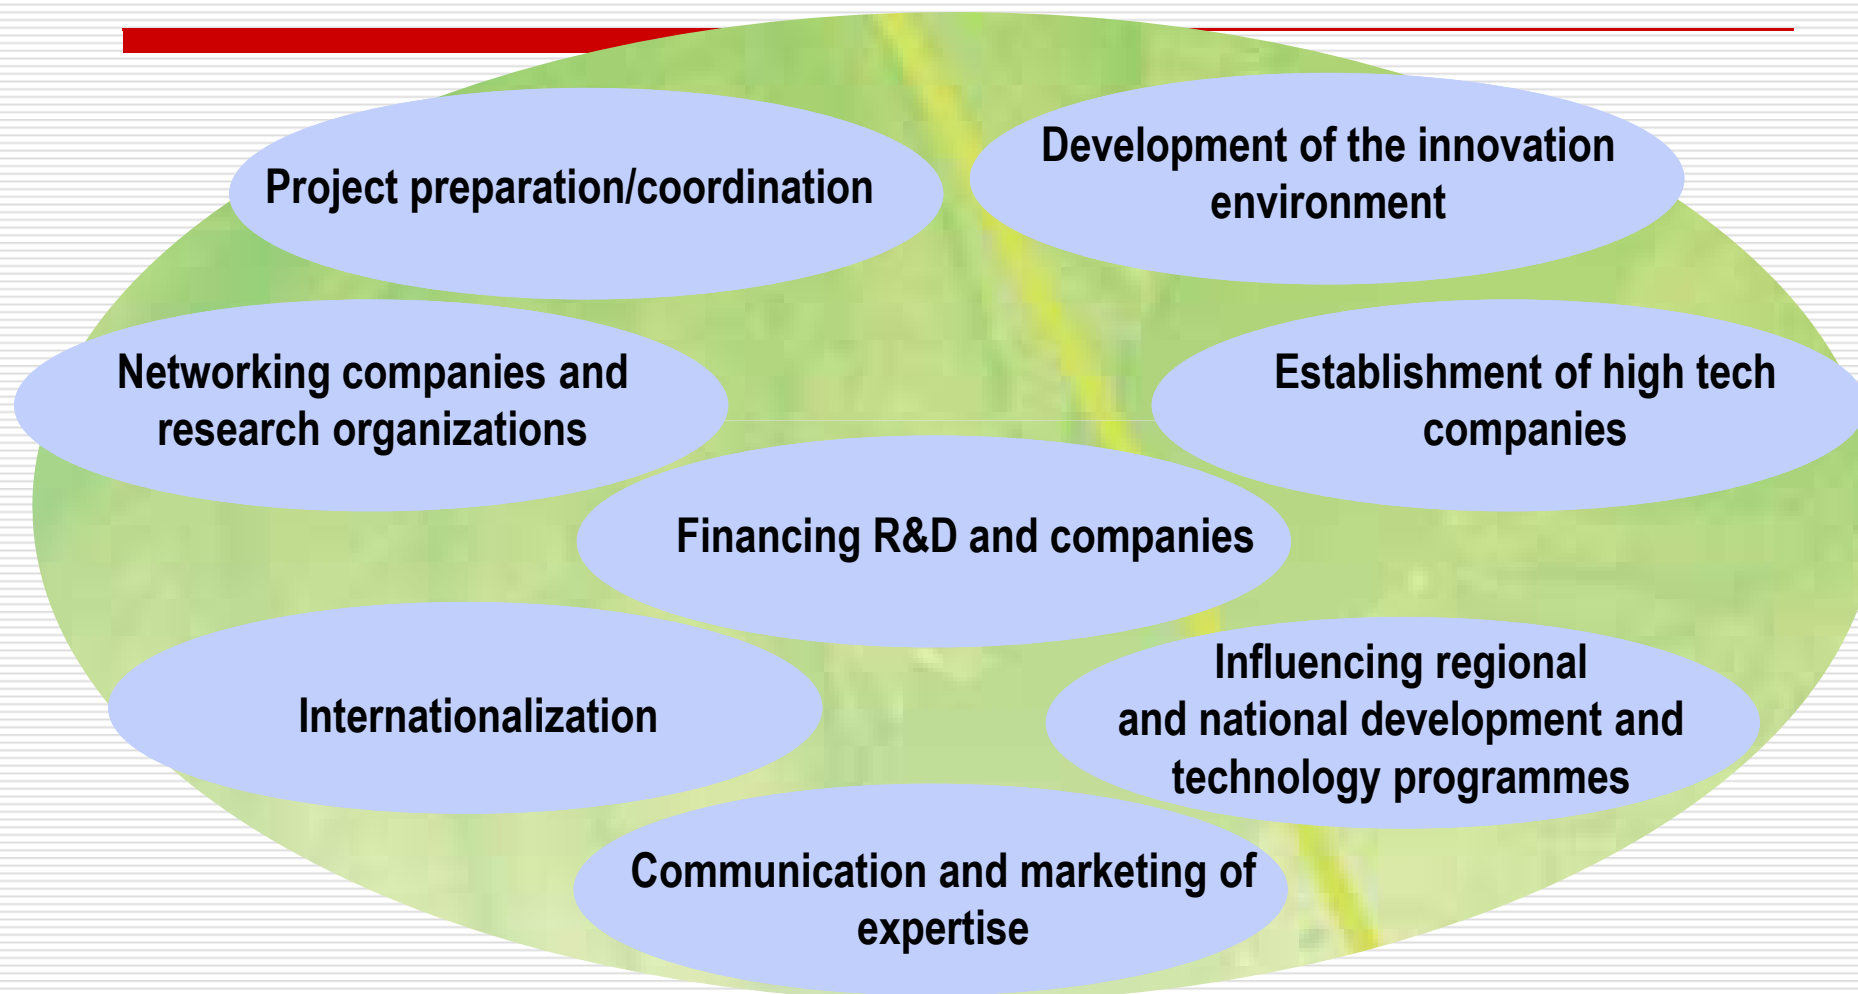 Project preparation/coordination
Development of the innovation
environment
Networking companies and
research organizations
Establishment of high tech
companies
Financing R&D and companies
Internationalization
Influencing regional
and national development and
technology programmes
Communication and marketing of
expertise